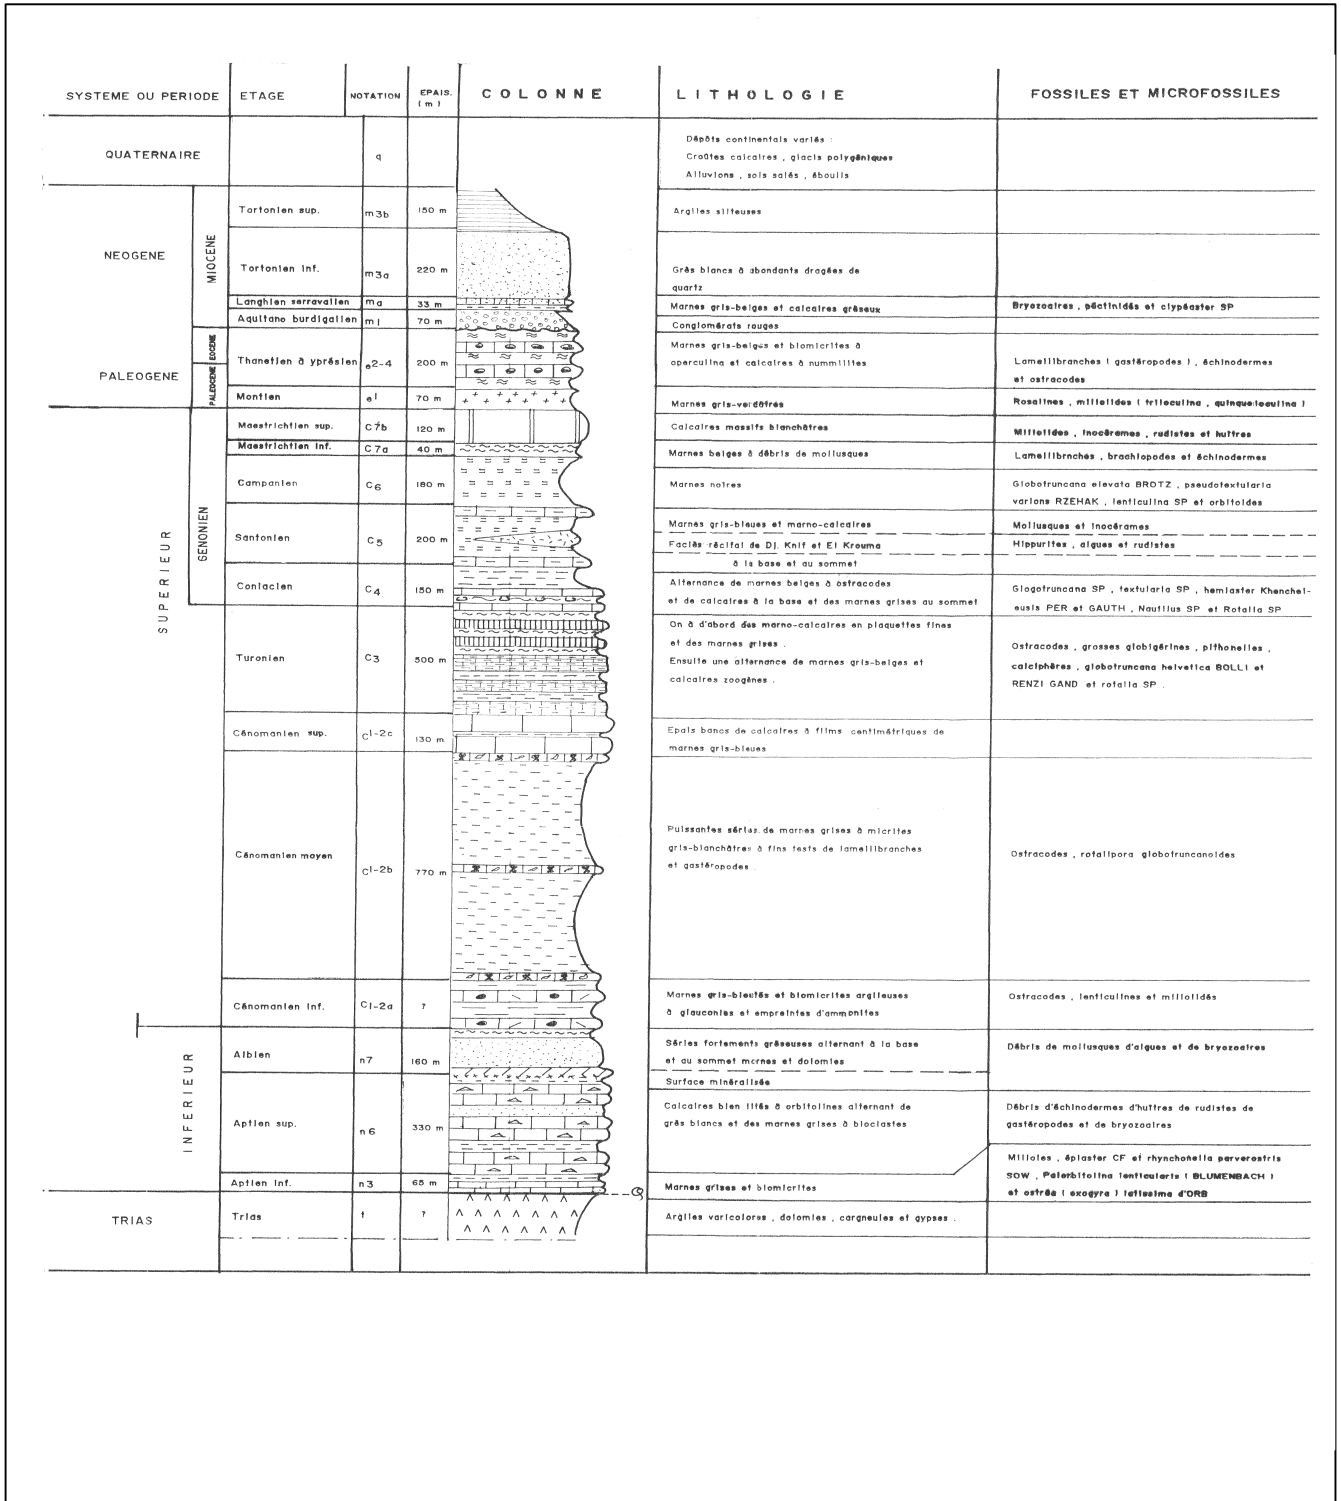 SYSTEME OU PERIODE ETAGE NOTATION EPAIS. (m) COLONNE LITHOLOGIE FOSSILES ET MICROFOSSILES
QUATERNAIRE q
Dépôts continentals variés :
Croûtes calcaires , glacis polygéniques
Alluvions , sols salés , éboulis
NEOGENE
MIOCENE
Tortonien sup. m3b 150 m Argiles silteuses
Tortonien inf. m3a 220 m Grès blancs à abondants dragées de
quartz
Langhien serravalien ma 33 m Marnes gris-beiges et calcaires gréseux Bryozoaires , péctinidés et clypéaster SP
Aquitano burdigalien m1 70 m Conglomérats rouges
PALEOGENE
EOCENE
PALEOCENE
Thanetien à yprésien e2-4 200 m
Marnes gris-beiges et biomicrites à
operculina et calcaires à nummilites
Lamellibranches ( gastéropodes ) , échinodermes
et ostracodes
Montien e1 70 m Marnes gris-verdâtres Rosalines , miliolides ( triloculina , quinqueloculina )
SUPERIEUR
GENONIEN
Maestrichtien sup. C7b 120 m Calcaires massifs blanchâtres Miliolides , inocérames , rudistes et huîtres
Maestrichtien inf. C7a 40 m Marnes beiges à débris de mollusques Lamellibrnches , brachiopodes et échinodermes
Campanien C6 180 m Marnes noires
Globotruncana elevata BROTZ , pseudotextularia
varions RZEHAK , lenticulina SP et orbitoides
Santonien C5 200 m
Marnes gris-bleues et marno-calcaires Mollusques et inocérames
Faciès récifal de Dj. Knif et El Krouma Hippurites , algues et rudistes
à la base et au sommet
Coniacien C4 150 m
Alternance de marnes beiges à ostracodes
et de calcaires à la base et des marnes grises au sommet
Glogotruncana SP , textularia SP , hemiaster Khenchel-
eusis PER et GAUTH , Nautilus SP et Rotalia SP
Turonien C3 500 m
On à d'abord des marno-calcaires en plaquettes fines
et des marnes grises .
Ensuite une alternance de marnes gris-beiges et
calcaires zoogènes .
Ostracodes , grosses globigérines , pithonelles ,
calciphères , globotruncana helvetica BOLLI et
RENZI GAND et rotalia SP .
Cénomanien sup. C1-2c 130 m
Epais bancs de calcaires à films centimétriques de
marnes gris-bleues
Cénomanien moyen C1-2b 770 m
Puissantes séries de marnes grises à micrites
gris-blanchâtres à fins tests de lamellibranches
et gastéropodes .
Ostracodes , rotalipora globotruncanoides
Cénomanien inf. C1-2a ?
Marnes gris-bleutés et biomicrites argileuses
à glauconies et empreintes d'ammonites
Ostracodes , lenticulines et miliolidés
INFERIEUR
Albien n7 160 m
Séries fortements gréseuses alternant à la base
et au sommet marnes et dolomies
Surface minéralisée
Débris de mollusques d'algues et de bryozoaires
Aptien sup. n6 330 m
Calcaires bien lités à orbitolines alternant de
grès blancs et des marnes grises à bioclastes
Débris d'échinodermes d'huîtres de rudistes de
gastéropodes et de bryozoaires
Aptien inf. n3 65 m Marnes grises et biomicrites
Milioles , éplaster CF et rhynchonella parverostris
SOW , Palorbitolina lenticularis ( BLUMENBACH )
et ostréa ( exogyra ) latissima d'ORB
TRIAS Trias t ? Argiles varicolores , dolomies , cargneules et gypses .